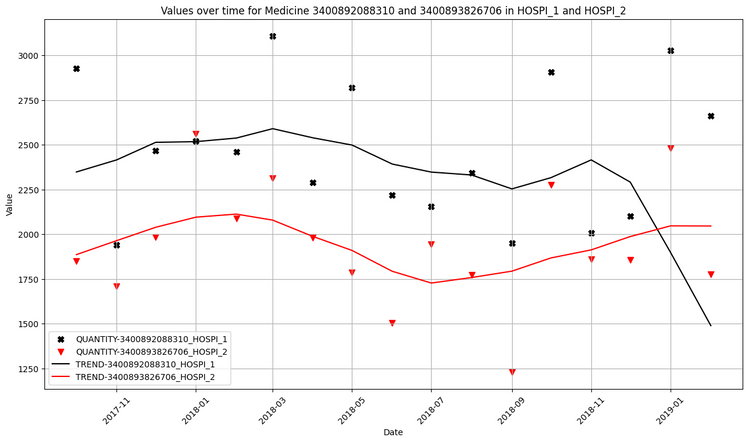 Values over time for Medicine 3400892088310 and 3400893826706 in HOSPI_1 and HOSPI_2
3000
2750
2500
2250
2000
1750
1500
1250
Value
QUANTITY-3400892088310_HOSPI_1
QUANTITY-3400893826706_HOSPI_2
TREND-3400892088310_HOSPI_1
TREND-3400893826706_HOSPI_2
2017-11
2018-01
2018-03
2018-05
2018-07
2018-09
2018-11
2019-01
Date